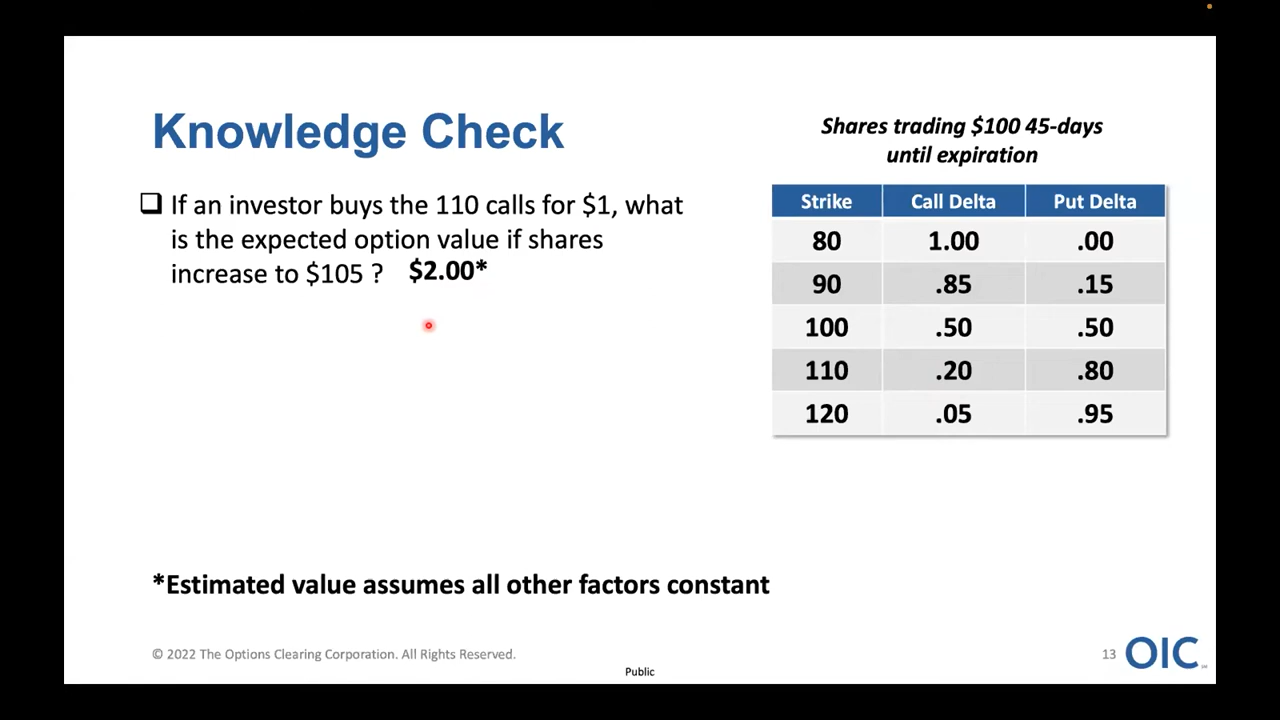 Knowledge Check
❑ If an investor buys the 110 calls for $1, what
is the expected option value if shares
increase to $105 ? $2.00*
Shares trading $100 45-days
until expiration
Strike Call Delta Put Delta
80 1.00 .00
90 .85 .15
100 .50 .50
110 .20 .80
120 .05 .95
*Estimated value assumes all other factors constant
© 2022 The Options Clearing Corporation. All Rights Reserved.
Public
13 OIC